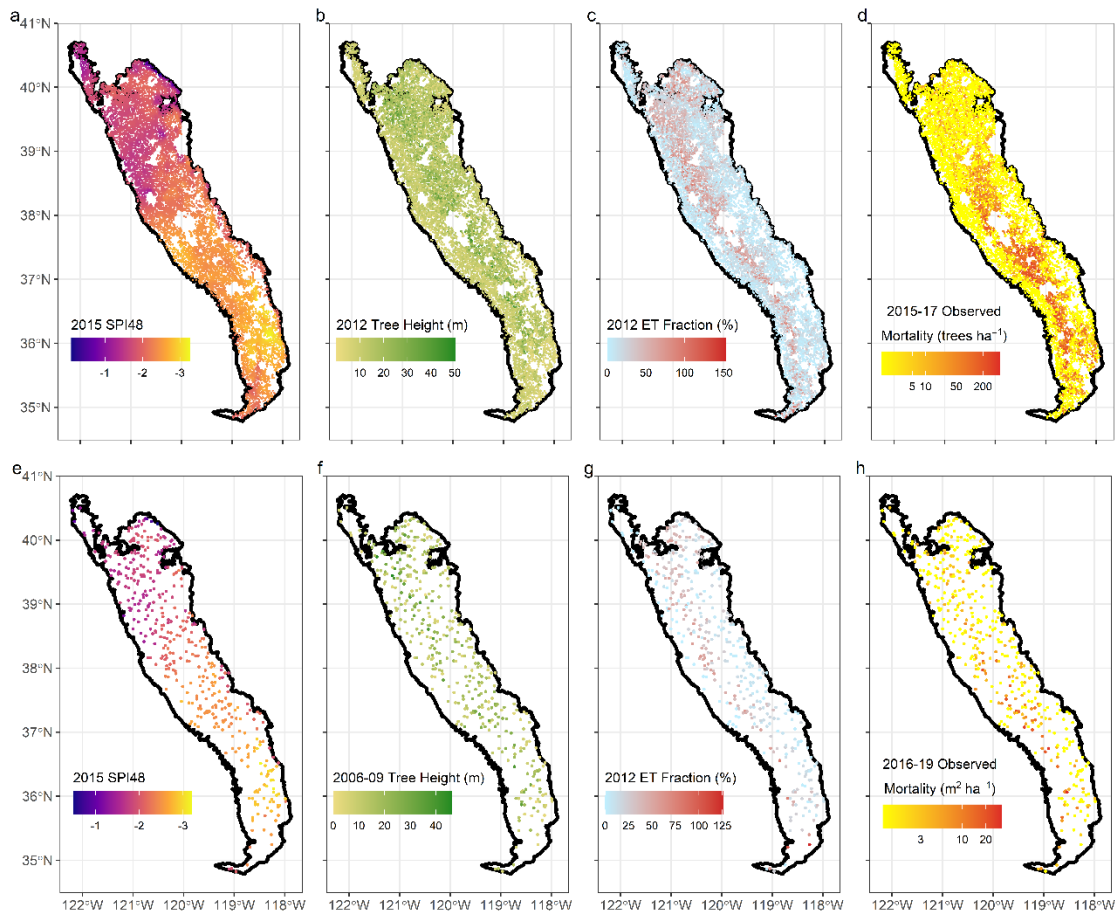 a b c d
41°N
40°N
39°N
38°N
37°N
36°N
35°N
2015 SPI48
-1 -2 -3
2012 Tree Height (m)
10 20 30 40 50
2012 ET Fraction (%)
0 50 100 150
2015-17 Observed
Mortality (trees ha⁻¹)
5 10 50 200
e f g h
41°N
40°N
39°N
38°N
37°N
36°N
35°N
2015 SPI48
-1 -2 -3
2006-09 Tree Height (m)
0 10 20 30 40
2012 ET Fraction (%)
0 25 50 75 100 125
2016-19 Observed
Mortality (m² ha⁻¹)
3 10 20
122°W 121°W 120°W 119°W 118°W 122°W 121°W 120°W 119°W 118°W 122°W 121°W 120°W 119°W 118°W 122°W 121°W 120°W 119°W 118°W